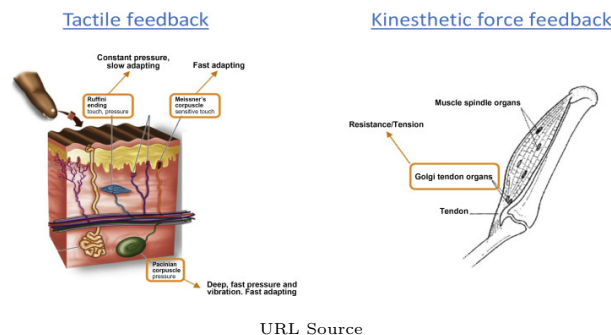 Tactile feedback
Kinesthetic force feedback
Constant pressure,
slow adapting
Fast adapting
Ruffini
ending
touch, pressure
Meissner's
corpuscle
sensitive touch
Pacinian
corpuscle
pressure
Deep, fast pressure and
vibration. Fast adapting
Muscle spindle organs
Resistance/Tension
Golgi tendon organs
Tendon
URL Source